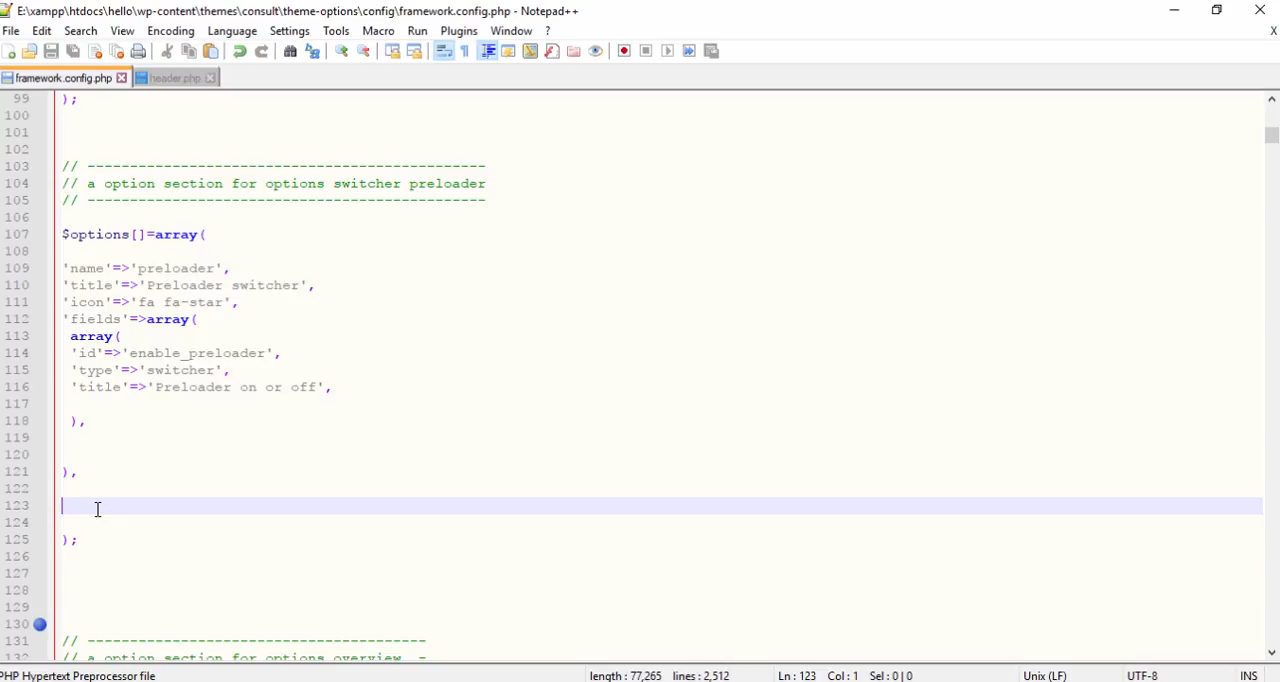 E:\xampp\htdocs\hello\wp-content\themes\consult\theme-options\config\framework.config.php - Notepad++
File Edit Search View Encoding Language Settings Tools Macro Run Plugins Window ? X
framework.config.php header.php
99 );
100
101
102
103 // -----------------------------------------------
104 // a option section for options switcher preloader
105 // -----------------------------------------------
106
107 $options[]=array(
108
109 'name'=>'preloader',
110 'title'=>'Preloader switcher',
111 'icon'=>'fa fa-star',
112 'fields'=>array(
113 array(
114 'id'=>'enable_preloader',
115 'type'=>'switcher',
116 'title'=>'Preloader on or off',
117
118 ),
119
120
121 ),
122
123
124
125 );
126
127
128
129
130
131 // ----------------------------------------
132 // a option section for options overview -
PHP Hypertext Preprocessor file length : 77,265 lines : 2,512 Ln : 123 Col : 1 Sel : 0 | 0 Unix (LF) UTF-8 INS